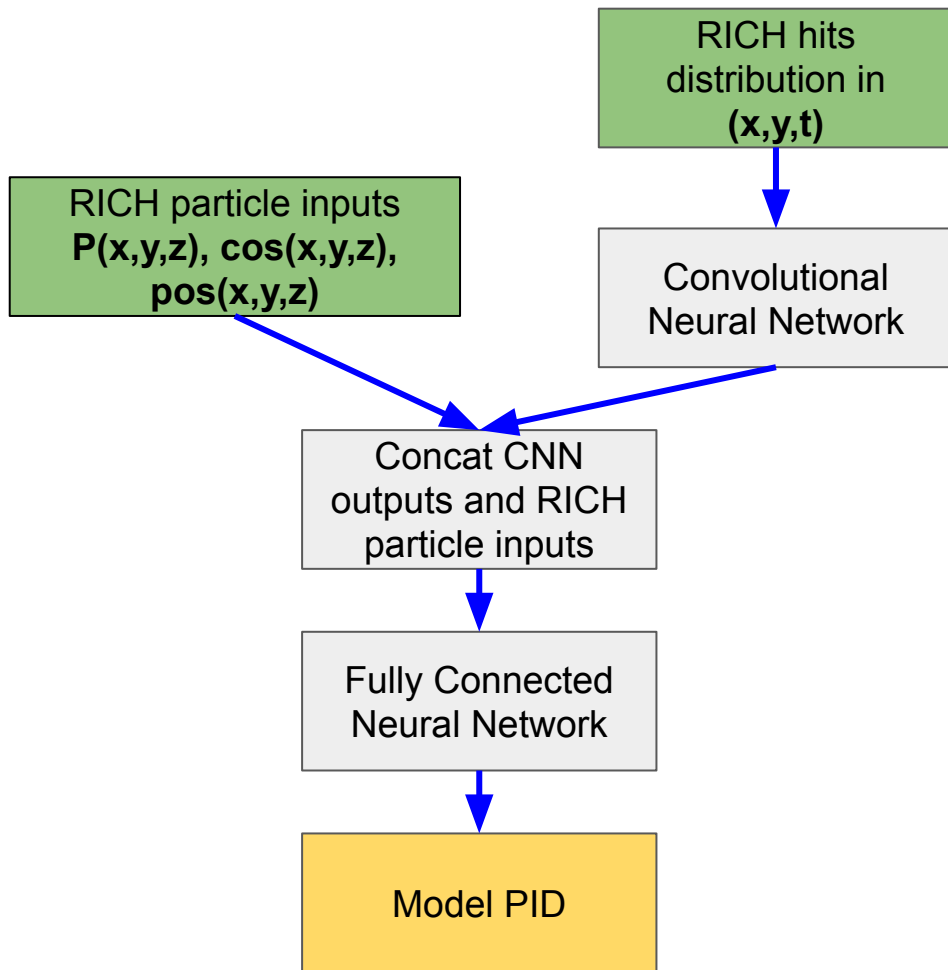 RICH hits
distribution in
(x,y,t)
RICH particle inputs
P(x,y,z), cos(x,y,z),
pos(x,y,z)
Convolutional
Neural Network
Concat CNN
outputs and RICH
particle inputs
Fully Connected
Neural Network
Model PID